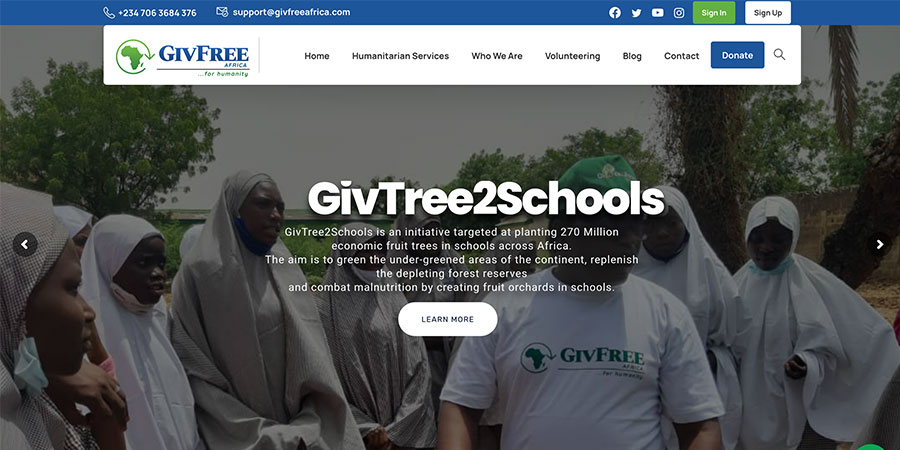 +234 706 3684 376
support@givfreeafrica.com
Sign In
Sign Up
GIVFREE
AFRICA
...for humanity
Home
Humanitarian Services
Who We Are
Volunteering
Blog
Contact
Donate
GivTree2Schools
GivTree2Schools is an initiative targeted at planting 270 Million
economic fruit trees in schools across Africa.
The aim is to green the under-greened areas of the continent, replenish
the depleting forest reserves
and combat malnutrition by creating fruit orchards in schools.
LEARN MORE
GIVFREE
AFRICA
...for humanity